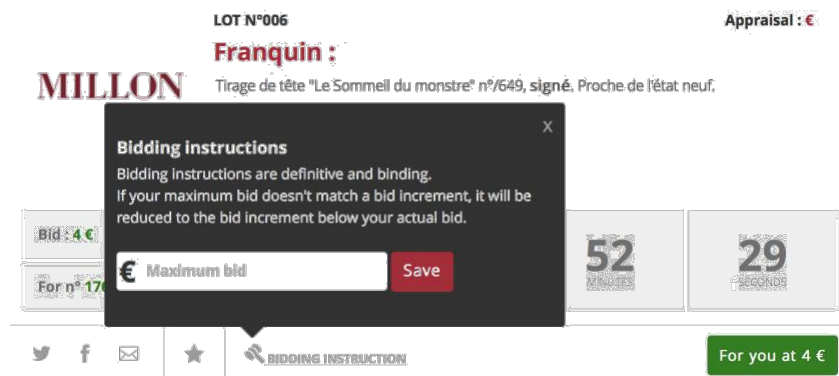 LOT N°006
Appraisal : €
Franquin :
MILLON
Tirage de tête "Le Sommeil du monstre" n°/649, signé. Proche de l'état neuf.
x
Bidding instructions
Bidding instructions are definitive and binding.
If your maximum bid doesn't match a bid increment, it will be
reduced to the bid increment below your actual bid.
Bid : 4 €
€ Maximum bid
Save
For n°
52
MINUTES
29
SECONDS
BIDDING INSTRUCTION
For you at 4 €